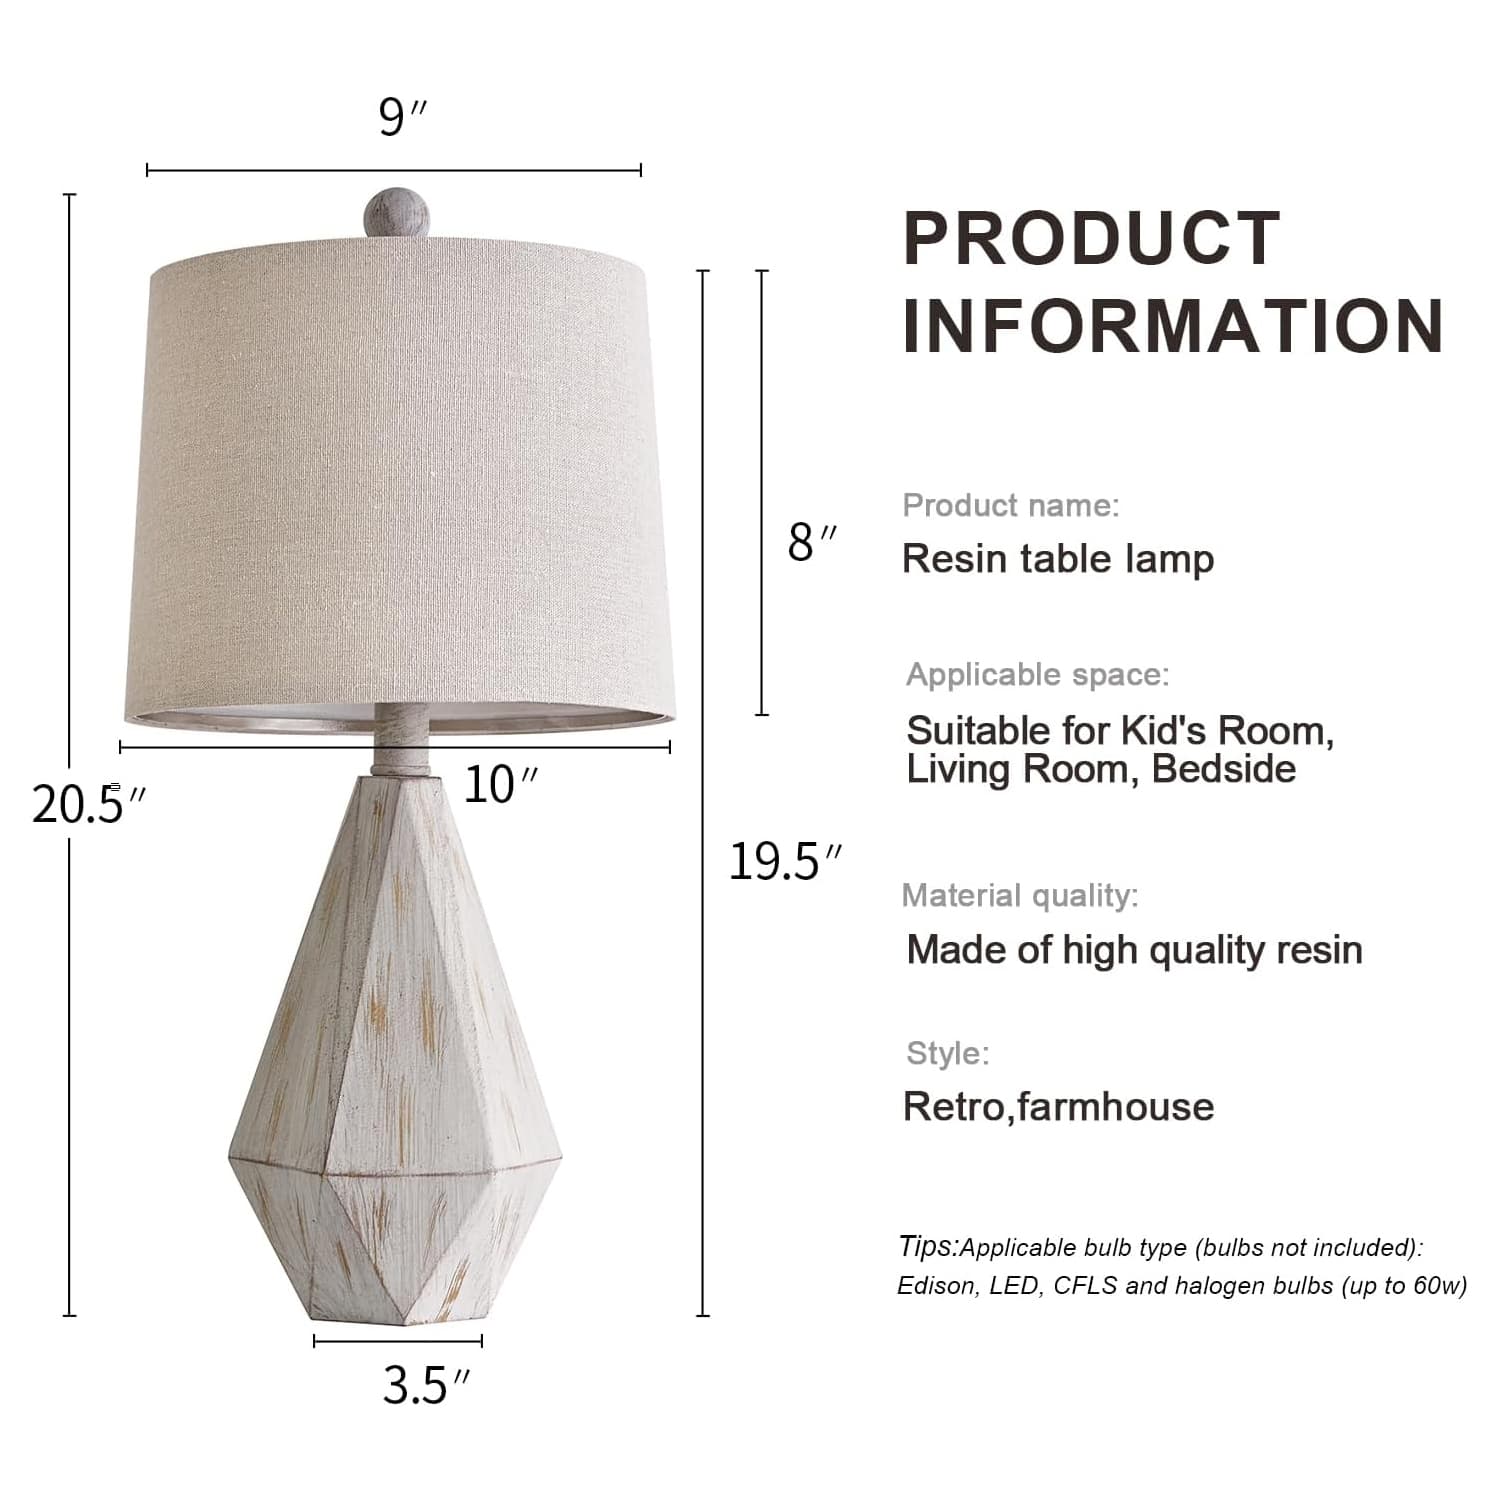 9″
PRODUCT
INFORMATION
Product name:
8″
Resin table lamp
Applicable space:
Suitable for Kid's Room,
Living Room, Bedside
10″
20.5″
19.5″
Material quality:
Made of high quality resin
Style:
Retro,farmhouse
Tips:Applicable bulb type (bulbs not included):
Edison, LED, CFLS and halogen bulbs (up to 60w)
3.5″